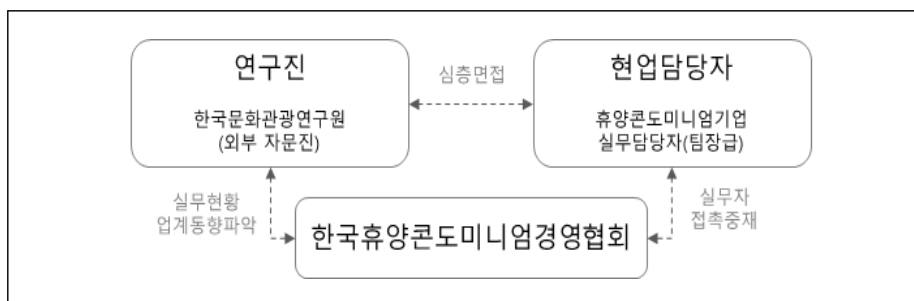 연구진
한국문화관광연구원
(외부 자문진)
심층면접
현업담당자
휴양콘도미니엄기업
실무담당자(팀장급)
실무현황
업계동향파악
한국휴양콘도미니엄경영협회
실무자
접촉중재